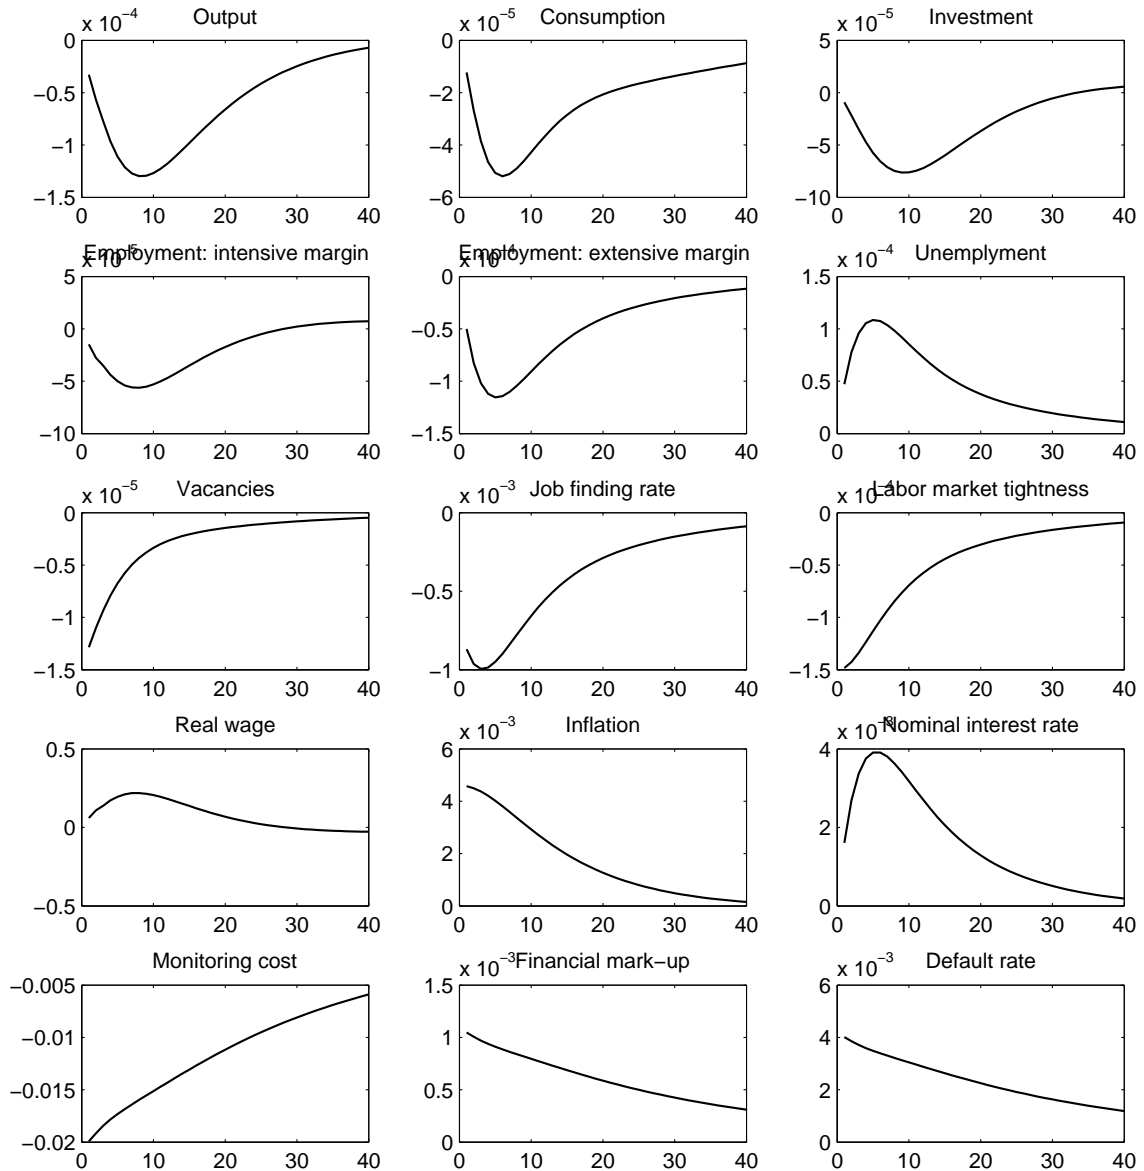 Output Consumption Investment
x 10−4 x 10−5 x 10−5
0 0 5
−0.5 −2 0
−1 −4 −5
−1.5 −6 −10
0 10 20 30 40 0 10 20 30 40 0 10 20 30 40
Employment: intensive margin Employment: extensive margin Unemplyment
x 10−5 x 10−4 x 10−4
5 0 1.5
0 −0.5 1
−5 −1 0.5
−10 −1.5 0
0 10 20 30 40 0 10 20 30 40 0 10 20 30 40
Vacancies Job finding rate Labor market tightness
x 10−5 x 10−3 x 10−4
0 0 0
−0.5 −0.5 −0.5
−1 −1
−1.5 −1 −1.5
0 10 20 30 40 0 10 20 30 40 0 10 20 30 40
Real wage Inflation Nominal interest rate
x 10−3 x 10
0.5 6 4
0 4 2
2
−0.5 0 0
0 10 20 30 40 0 10 20 30 40 0 10 20 30 40
Monitoring cost Financial mark−up Default rate
x 10−3 x 10−3
−0.005 1.5 6
−0.01 1 4
−0.015 0.5 2
−0.02 0 0
0 10 20 30 40 0 10 20 30 40 0 10 20 30 40